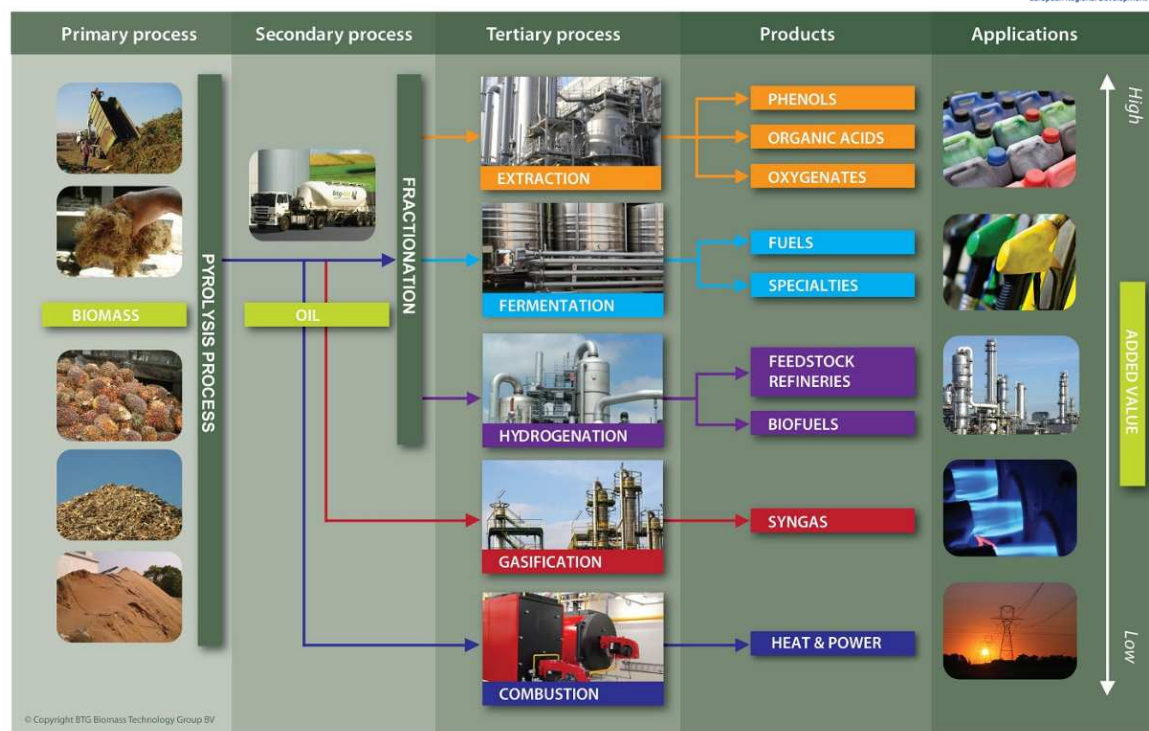 Primary process
Secondary process
Tertiary process
Products
Applications
BIOMASS
PYROLYSIS PROCESS
OIL
FRACTIONATION
EXTRACTION
PHENOLS
ORGANIC ACIDS
OXYGENATES
FERMENTATION
FUELS
SPECIALTIES
HYDROGENATION
FEEDSTOCK
REFINERIES
BIOFUELS
GASIFICATION
SYNGAS
COMBUSTION
HEAT & POWER
High
ADDED VALUE
Low
© Copyright BTG Biomass Technology Group BV